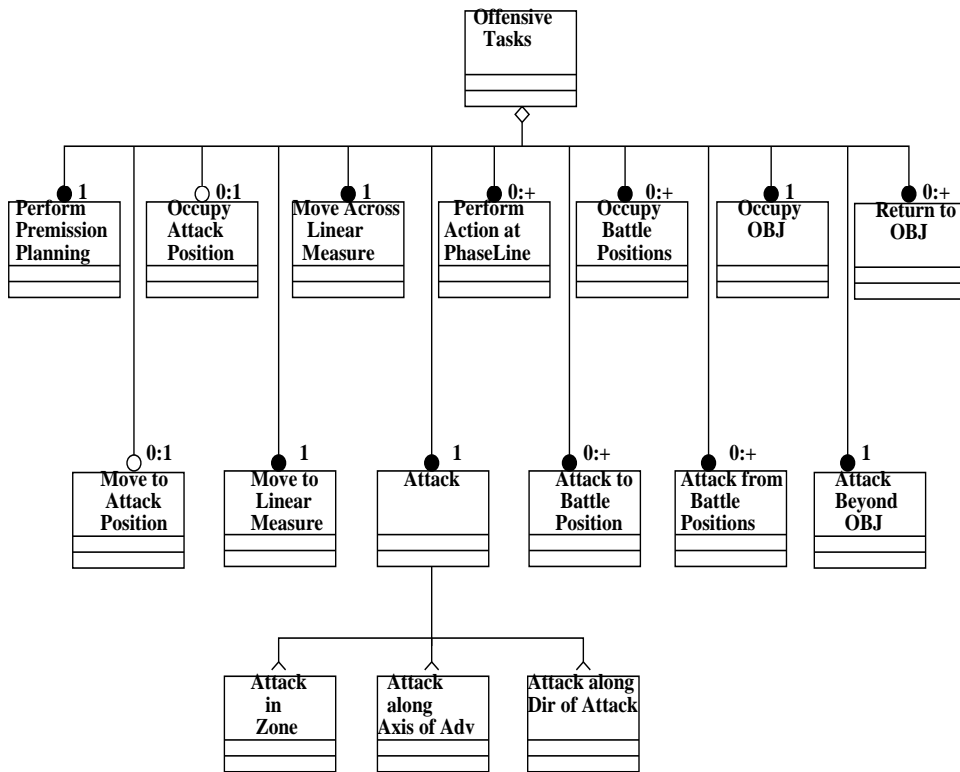 Offensive
Tasks
1
Perform
Premission
Planning
0:1
Occupy
Attack
Position
1
Move Across
Linear
Measure
0:+
Perform
Action at
PhaseLine
0:+
Occupy
Battle
Positions
1
Occupy
OBJ
0:+
Return to
OBJ
0:1
Move to
Attack
Position
1
Move to
Linear
Measure
1
Attack
0:+
Attack to
Battle
Position
0:+
Attack from
Battle
Positions
1
Attack
Beyond
OBJ
Attack
in
Zone
Attack
along
Axis of Adv
Attack along
Dir of Attack